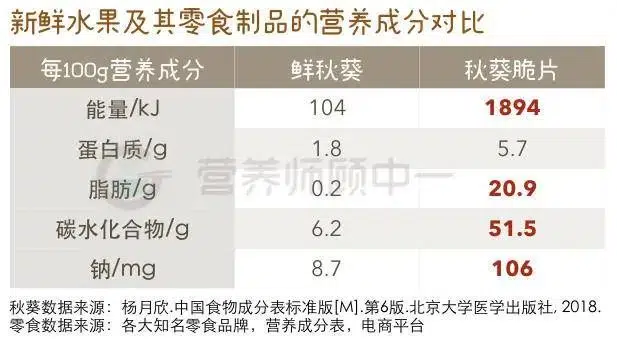 新鲜水果及其零食制品的营养成分对比
每100g营养成分 鲜秋葵 秋葵脆片
能量/kJ 104 1894
蛋白质/g 1.8 5.7
营养师顾中一
脂肪/g 0.2 20.9
碳水化合物/g 6.2 51.5
钠/mg 8.7 106
秋葵数据来源：杨月欣.中国食物成分表标准版[M].第6版.北京大学医学出版社, 2018.
零食数据来源：各大知名零食品牌，营养成分表，电商平台